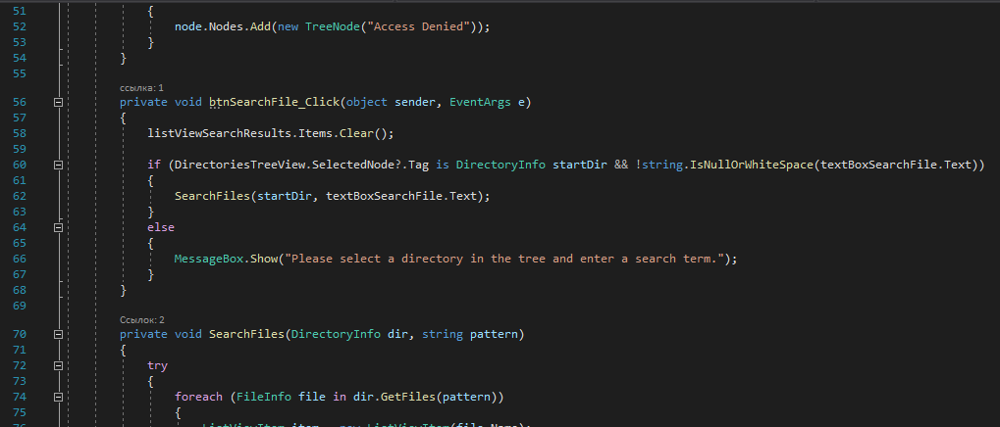 51 {
52 node.Nodes.Add(new TreeNode("Access Denied"));
53 }
54 }
55
ссылка: 1
56 private void btnSearchFile_Click(object sender, EventArgs e)
57 {
58 listViewSearchResults.Items.Clear();
59
60 if (DirectoriesTreeView.SelectedNode?.Tag is DirectoryInfo startDir && !string.IsNullOrWhiteSpace(textBoxSearchFile.Text))
61 {
62 SearchFiles(startDir, textBoxSearchFile.Text);
63 }
64 else
65 {
66 MessageBox.Show("Please select a directory in the tree and enter a search term.");
67 }
68 }
69
Ссылок: 2
70 private void SearchFiles(DirectoryInfo dir, string pattern)
71 {
72 try
73 {
74 foreach (FileInfo file in dir.GetFiles(pattern))
75 {
76 ListViewItem item = new ListViewItem(file.Name);